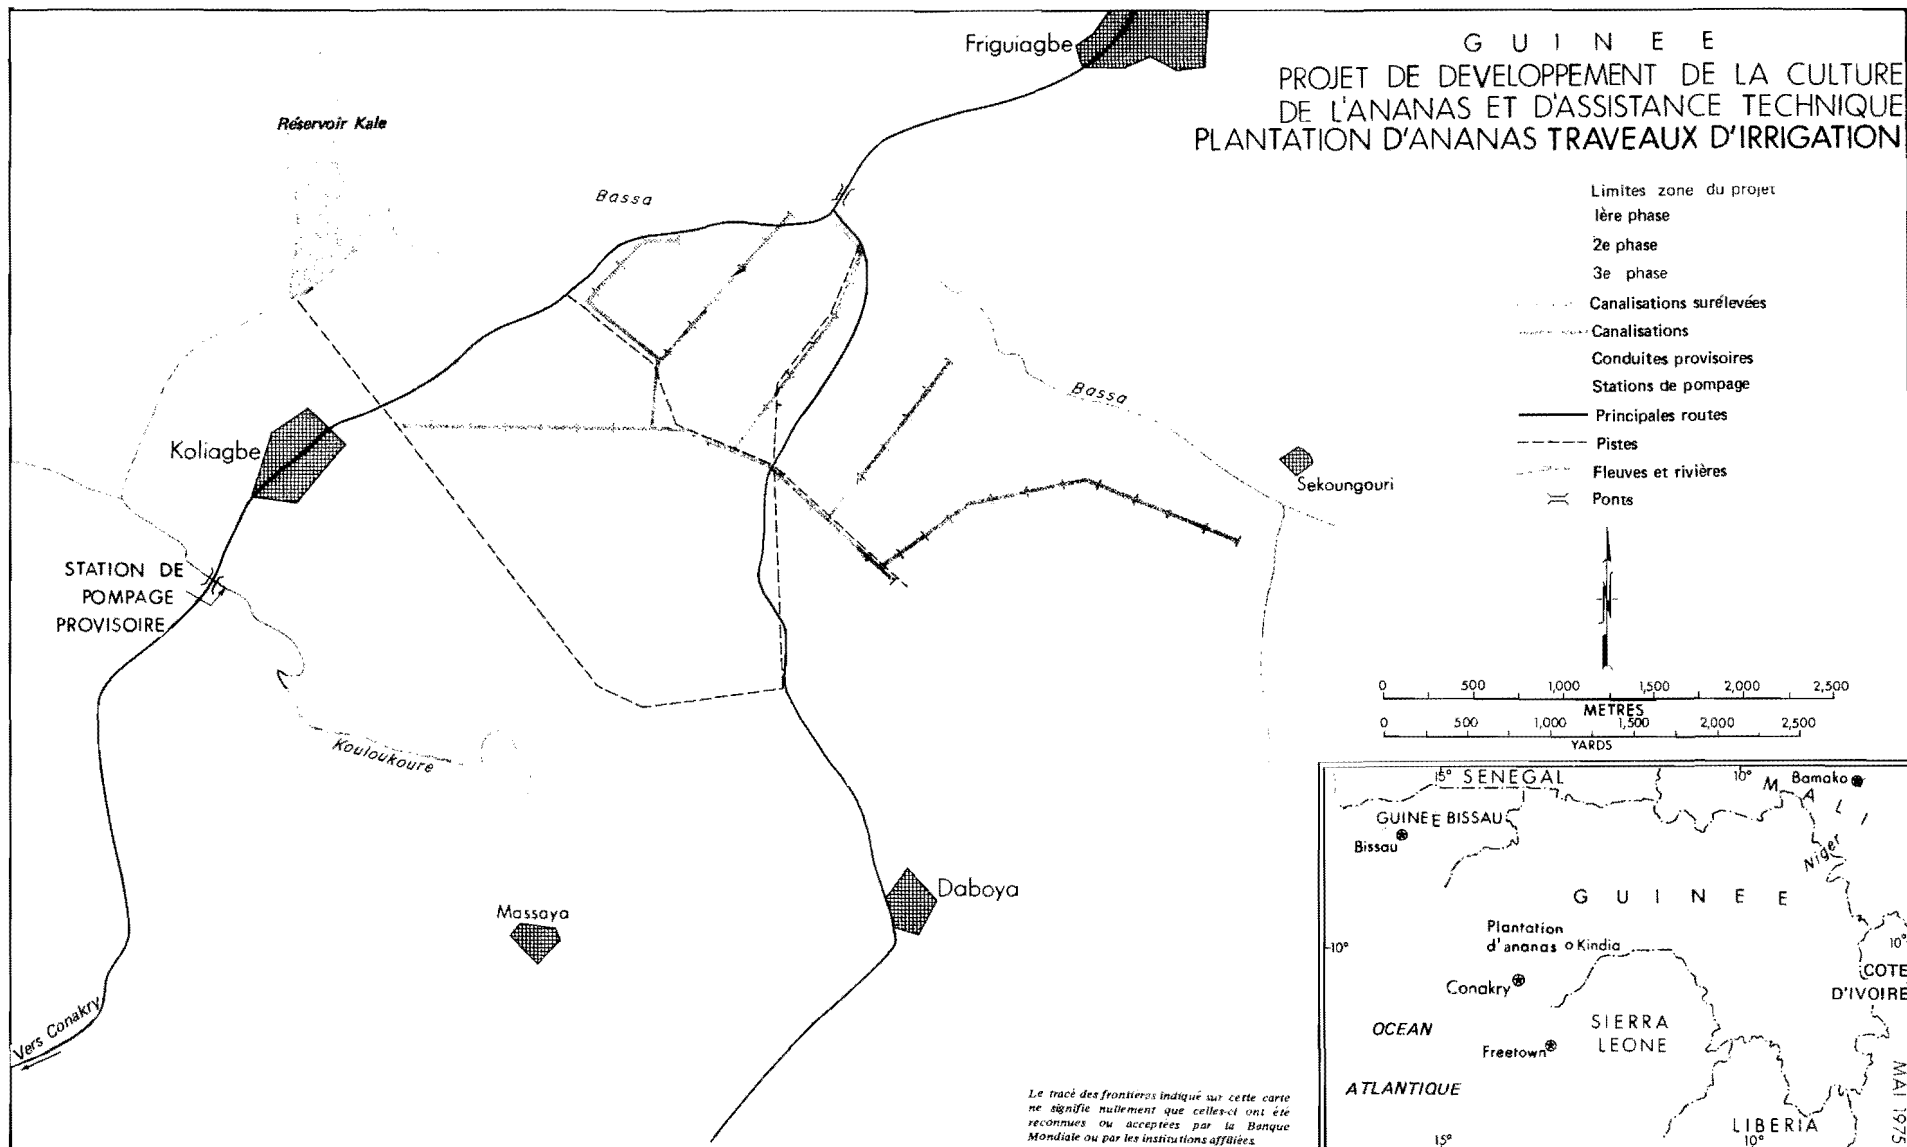 GUINEE
PROJET DE DEVELOPPEMENT DE LA CULTURE
DE L'ANANAS ET D'ASSISTANCE TECHNIQUE
PLANTATION D'ANANAS TRAVEAUX D'IRRIGATION
Friguiagbe
Réservoir Kale
Bassa
Bassa
Koliagbe
Sekoungouri
STATION DE
POMPAGE
PROVISOIRE
Kouloukoure
Massaya
Daboya
Vers Conakry
Limites zone du projet
1ère phase
2e phase
3e phase
Canalisations surélevées
Canalisations
Conduites provisoires
Stations de pompage
Principales routes
Pistes
Fleuves et rivières
Ponts
0 500 1,000 1,500 2,000 2,500
METRES
0 500 1,000 1,500 2,000 2,500
YARDS
15° SENEGAL 10° Bamako
MALI
GUINEE BISSAU
Bissau
Niger
GUINEE
Plantation
d'ananas Kindia
10° 10°
Conakry
COTE
D'IVOIRE
OCEAN
SIERRA
LEONE
Freetown
ATLANTIQUE
LIBERIA
15° 10°
MAI 1975
Le tracé des frontières indiqué sur cette carte
ne signifie nullement que celles-ci ont été
reconnues ou acceptées par la Banque
Mondiale ou par les institutions affiliées.